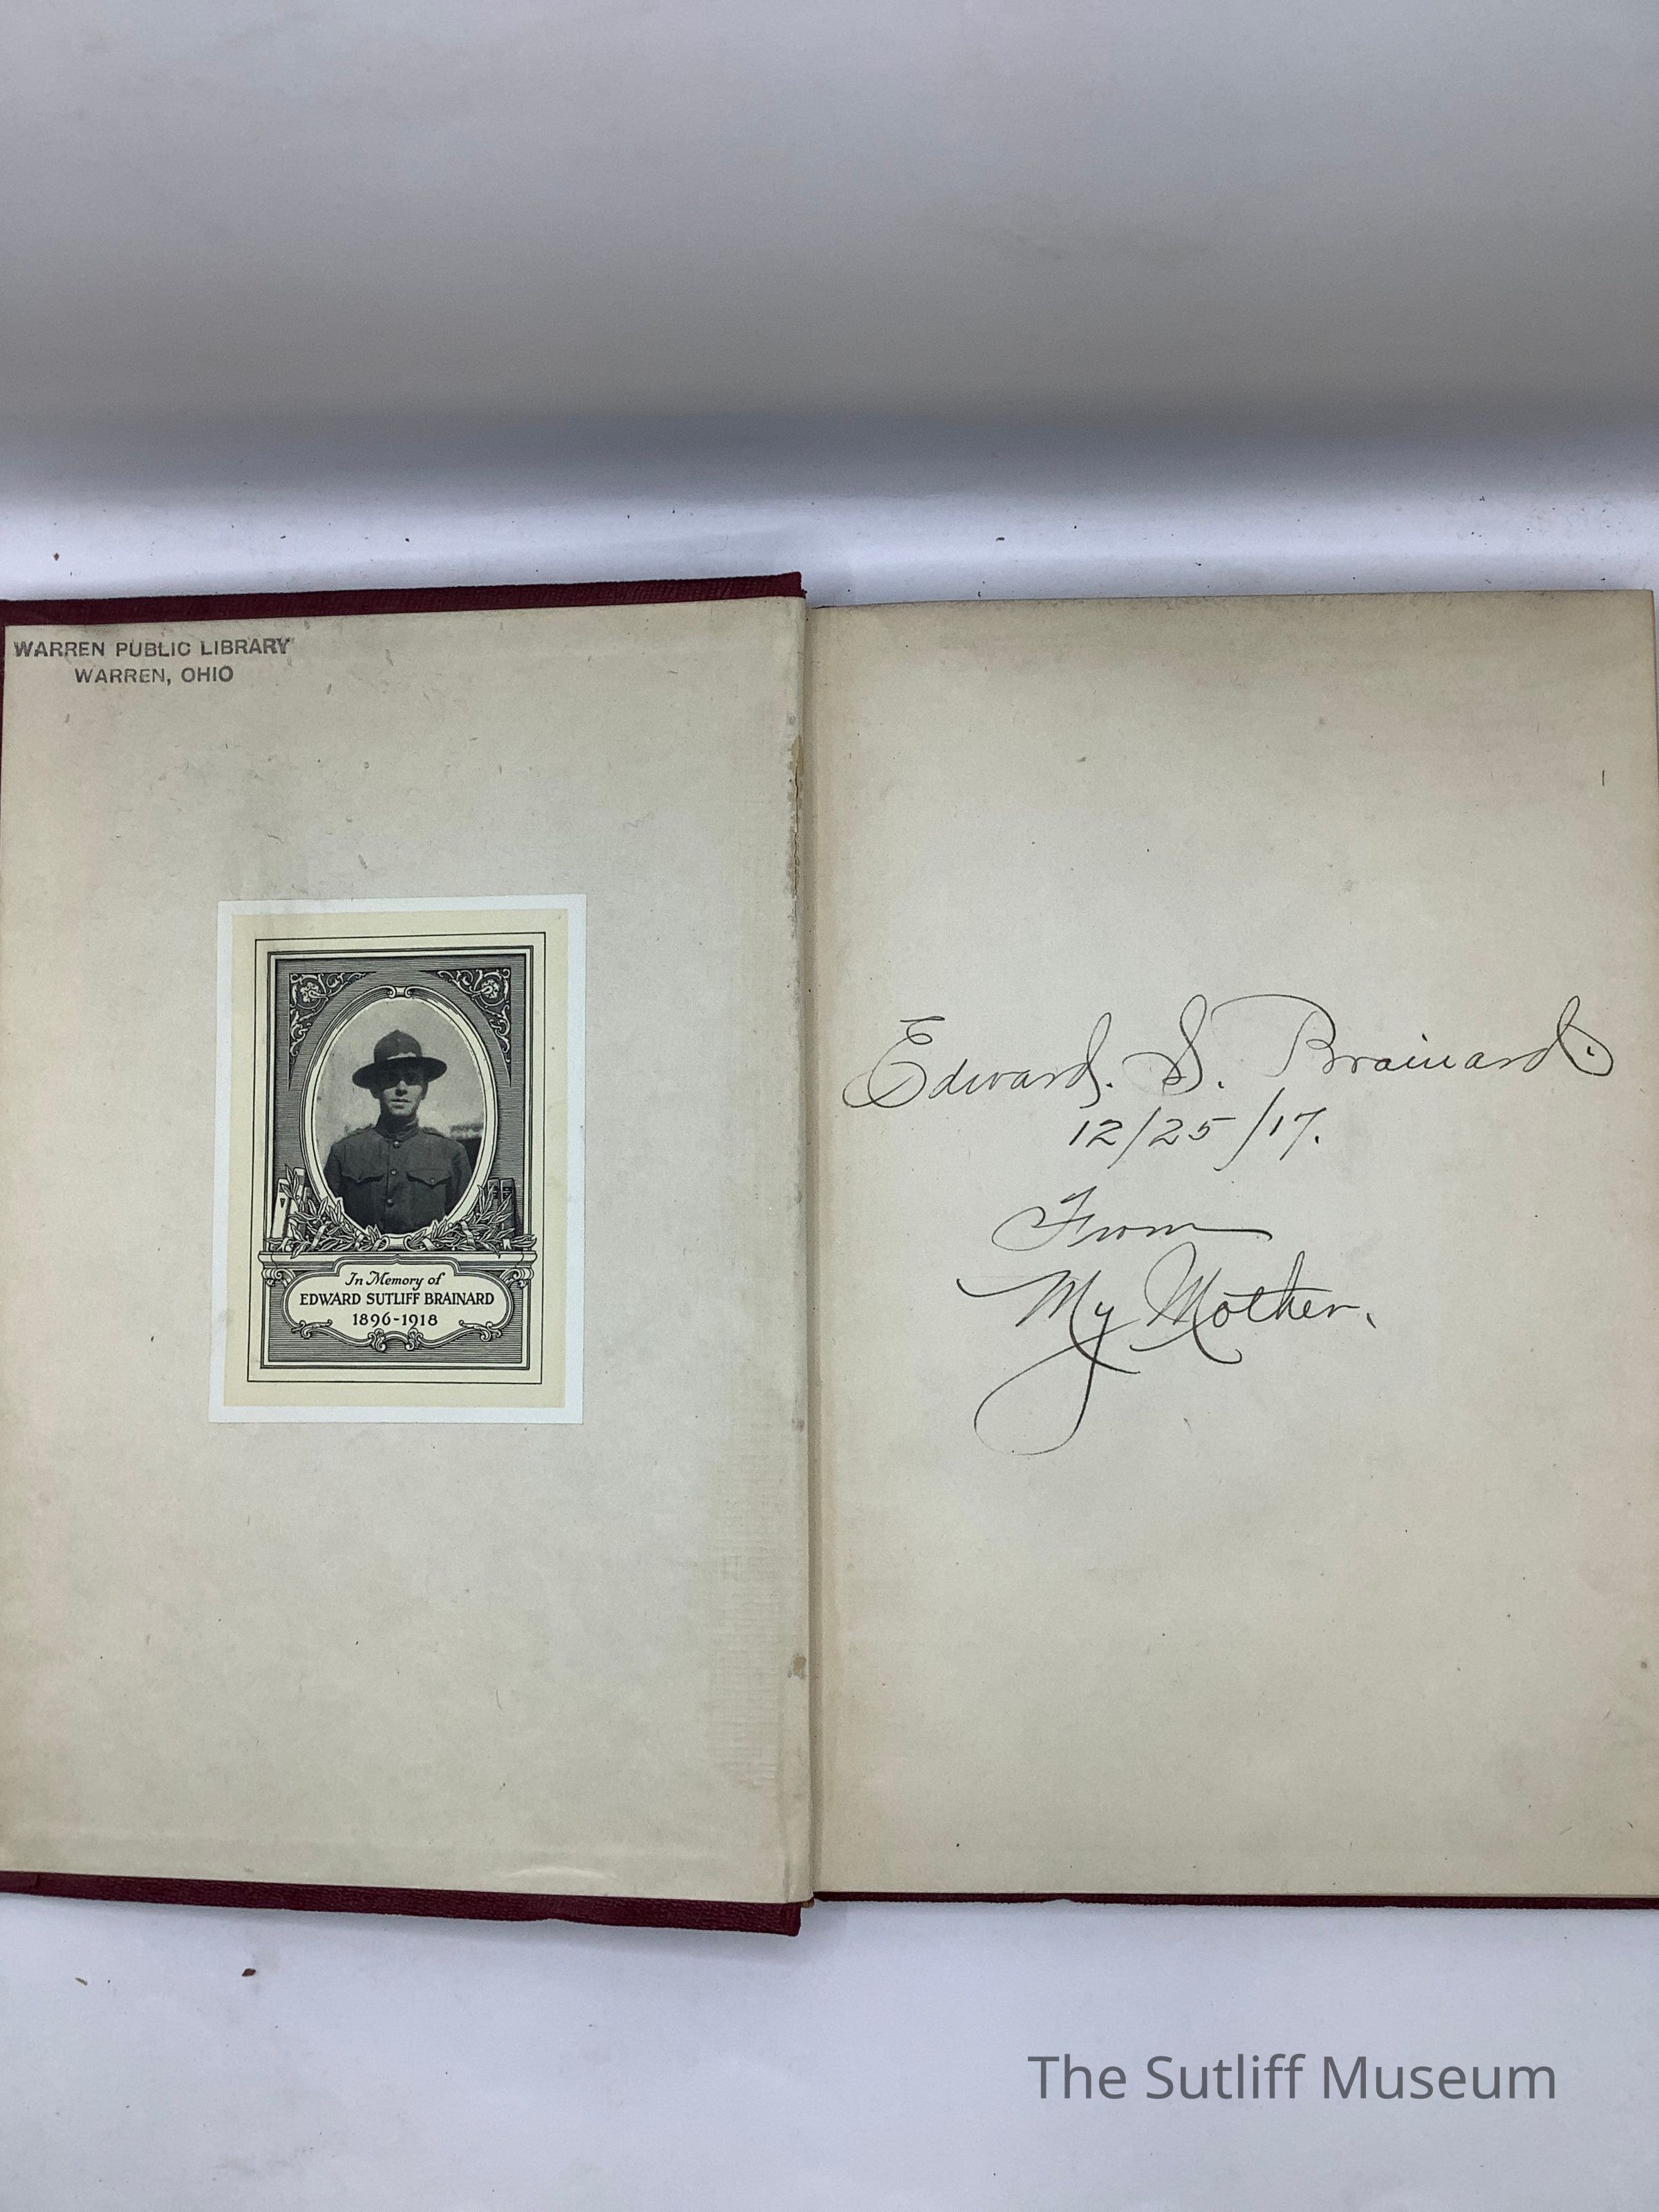 WARREN PUBLIC LIBRARY
WARREN, OHIO
In Memory of
EDWARD SUTLIFF BRAINARD
1896-1918
Edward. S. Brainard.
12/25/17.
From
My Mother.
The Sutliff Museum